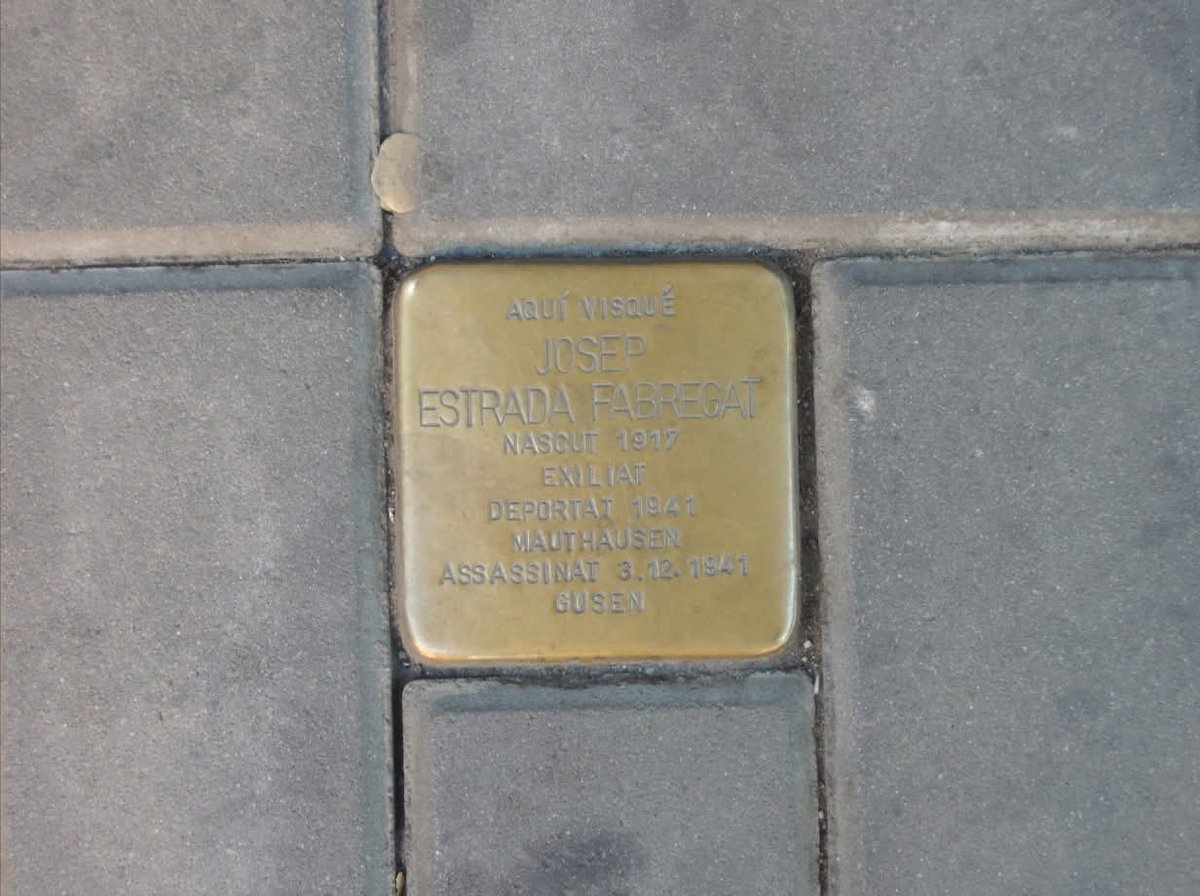 AQUÍ VISQUÉ
JOSEP
ESTRADA FABREGAT
NASCUT 1917
EXILIAT
DEPORTAT 1941
MAUTHAUSEN
ASSASSINAT 3.12.1941
GUSEN